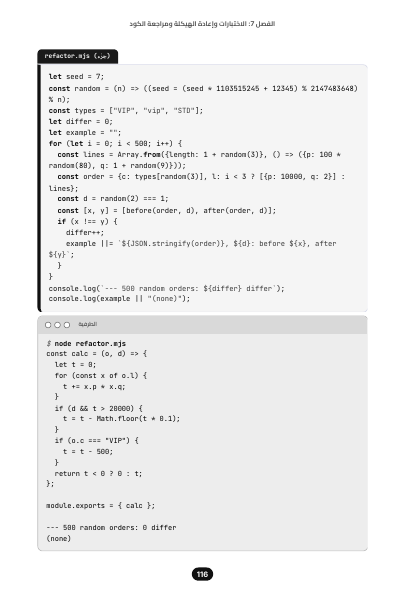 الفصل 7: الاختبارات وإعادة الهيكلة ومراجعة الكود
refactor.mjs (جزء)
let seed = 7;
const random = (n) => ((seed = (seed * 1103515245 + 12345) % 2147483648)
% n);
const types = ["VIP", "vip", "STD"];
let differ = 0;
let example = "";
for (let i = 0; i < 500; i++) {
  const lines = Array.from({length: 1 + random(3)}, () => ({p: 100 *
random(80), q: 1 + random(9)}));
  const order = {c: types[random(3)], l: i < 3 ? [{p: 10000, q: 2}] :
lines};
  const d = random(2) === 1;
  const [x, y] = [before(order, d), after(order, d)];
  if (x !== y) {
    differ++;
    example ||= `${JSON.stringify(order)}, ${d}: before ${x}, after
${y}`;
  }
}
console.log(`--- 500 random orders: ${differ} differ`);
console.log(example || "(none)");
الطرفية
$ node refactor.mjs
const calc = (o, d) => {
  let t = 0;
  for (const x of o.l) {
    t += x.p * x.q;
  }
  if (d && t > 20000) {
    t = t - Math.floor(t * 0.1);
  }
  if (o.c === "VIP") {
    t = t - 500;
  }
  return t < 0 ? 0 : t;
};
module.exports = { calc };
--- 500 random orders: 0 differ
(none)
116